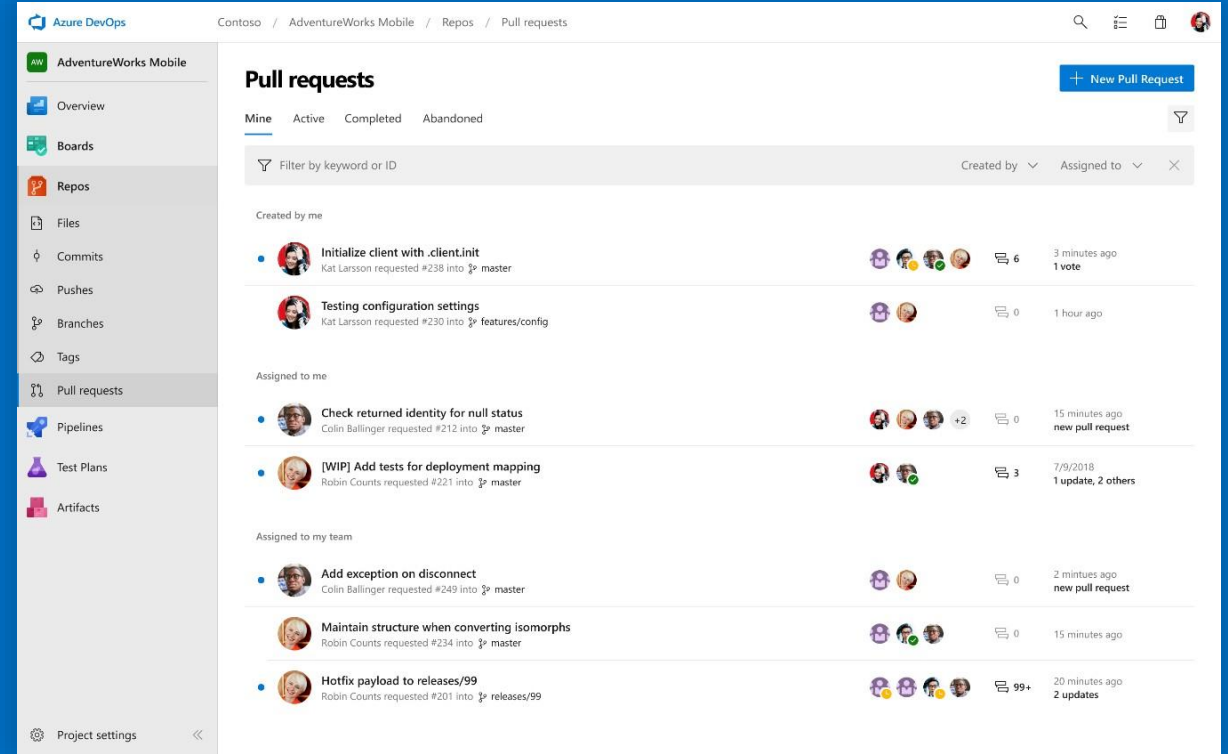 Azure DevOps
Contoso / AdventureWorks Mobile / Repos / Pull requests
AW AdventureWorks Mobile
Overview
Boards
Repos
Files
Commits
Pushes
Branches
Tags
Pull requests
Pipelines
Test Plans
Artifacts
Project settings
Pull requests
New Pull Request
Mine Active Completed Abandoned
Filter by keyword or ID Created by Assigned to
Created by me
Initialize client with .client.init
Kat Larsson requested #238 into master
6
3 minutes ago
1 vote
Testing configuration settings
Kat Larsson requested #230 into features/config
0
1 hour ago
Assigned to me
Check returned identity for null status
Colin Ballinger requested #212 into master
+2
0
15 minutes ago
new pull request
[WIP] Add tests for deployment mapping
Robin Counts requested #221 into master
3
7/9/2018
1 update, 2 others
Assigned to my team
Add exception on disconnect
Colin Ballinger requested #249 into master
0
2 mintues ago
new pull request
Maintain structure when converting isomorphs
Robin Counts requested #234 into master
0
15 minutes ago
Hotfix payload to releases/99
Robin Counts requested #201 into releases/99
99+
20 minutes ago
2 updates